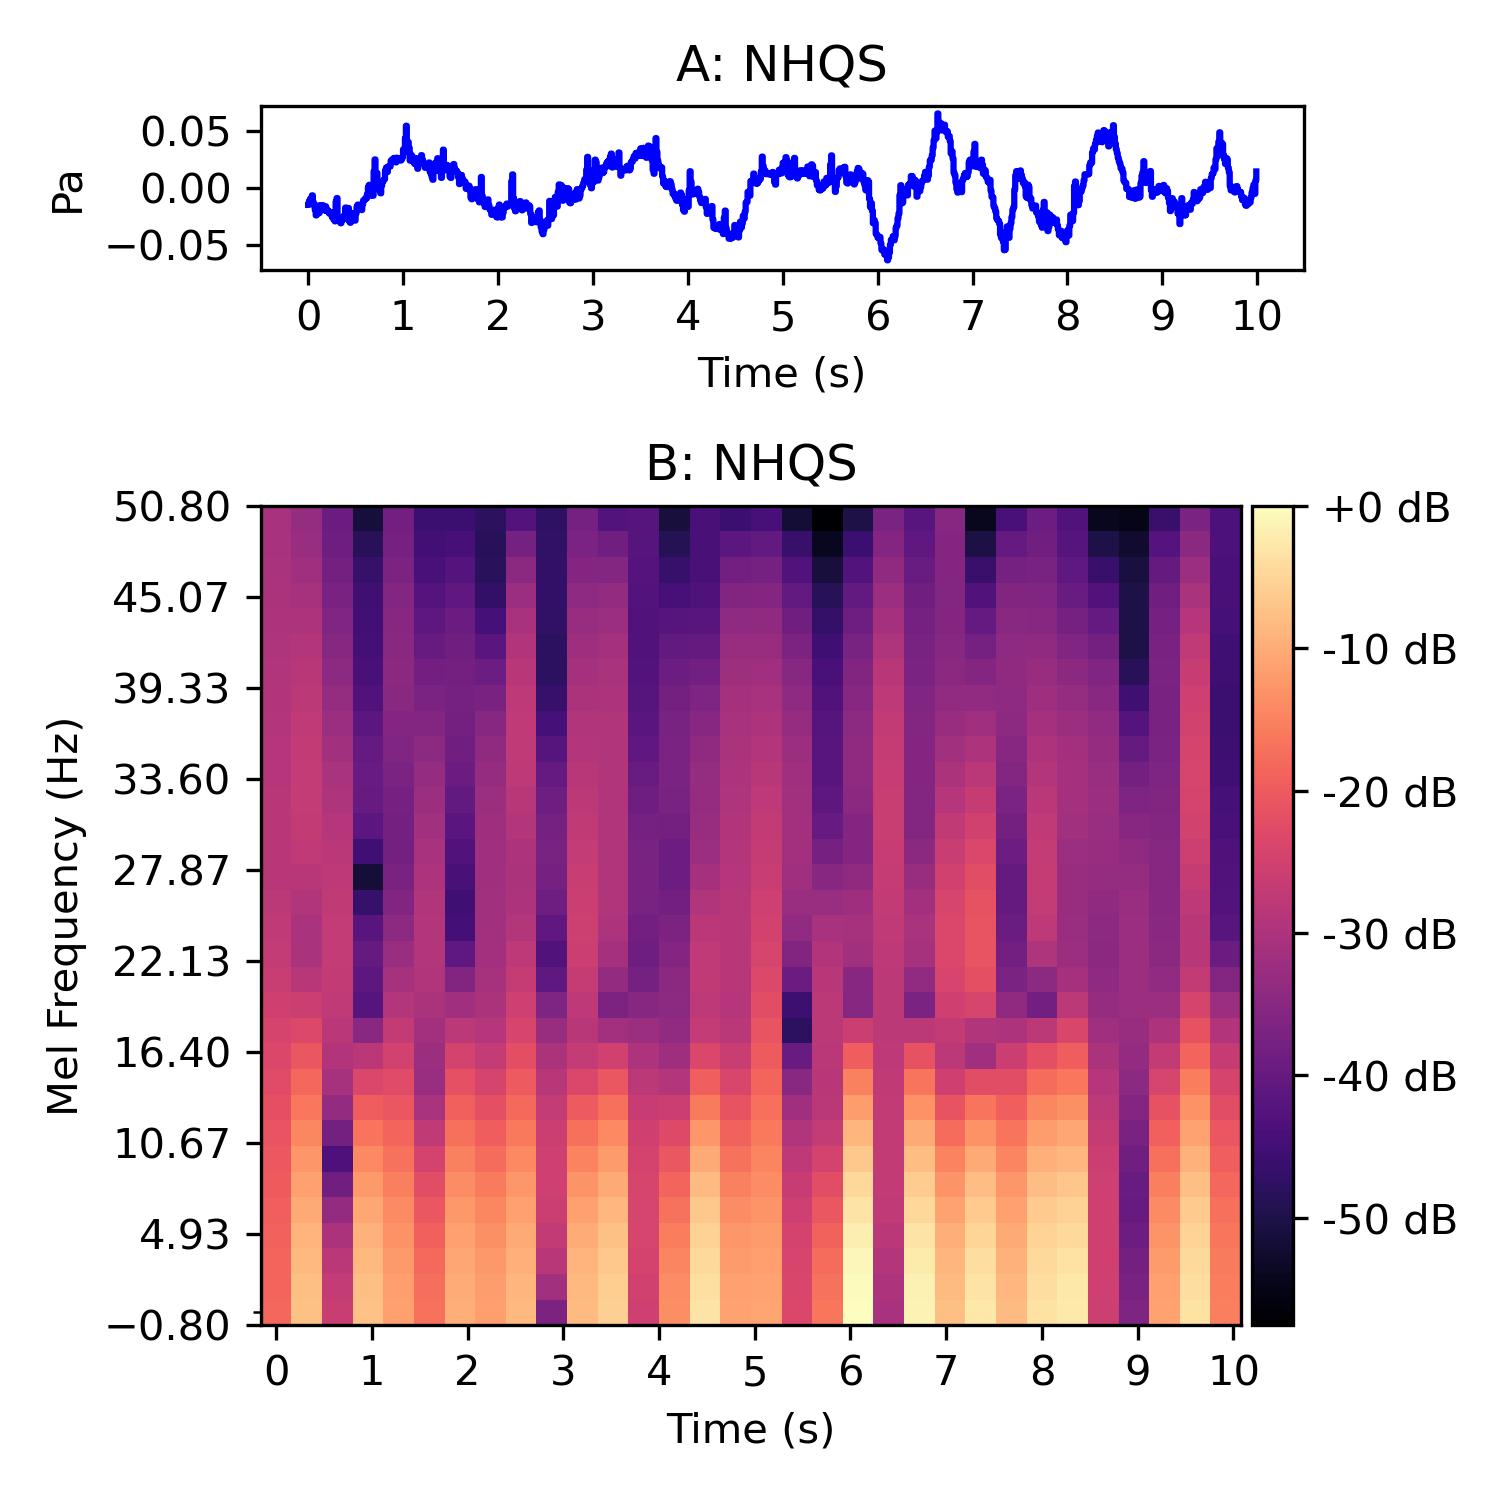 A: NHQS
Pa
0.05
0.00
−0.05
0 1 2 3 4 5 6 7 8 9 10
Time (s)
B: NHQS
Mel Frequency (Hz)
50.80
45.07
39.33
33.60
27.87
22.13
16.40
10.67
4.93
−0.80
+0 dB
-10 dB
-20 dB
-30 dB
-40 dB
-50 dB
0 1 2 3 4 5 6 7 8 9 10
Time (s)